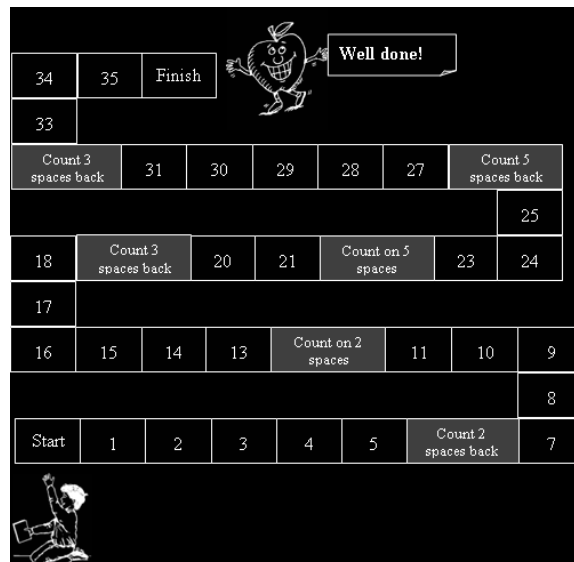 Well done!
34 35 Finish
33
Count 3 spaces back 31 30 29 28 27 Count 5 spaces back
25
18 Count 3 spaces back 20 21 Count on 5 spaces 23 24
17
16 15 14 13 Count on 2 spaces 11 10 9
8
Start 1 2 3 4 5 Count 2 spaces back 7